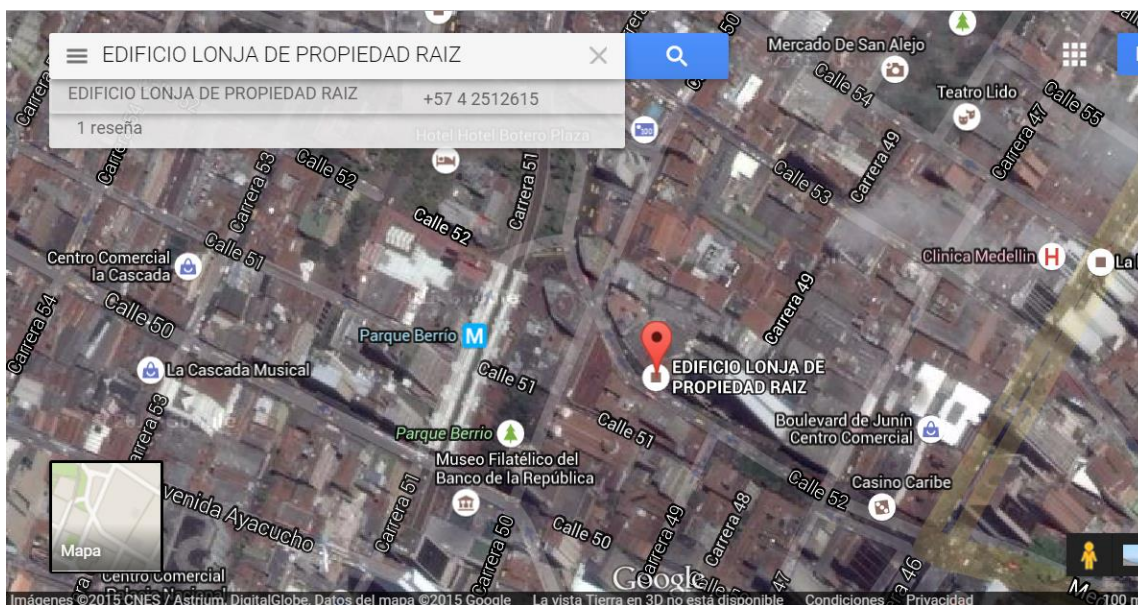 EDIFICIO LONJA DE PROPIEDAD RAIZ
EDIFICIO LONJA DE PROPIEDAD RAIZ
+57 4 2512615
1 reseña
Hotel Hotel Botero Plaza
Mercado De San Alejo
Teatro Lido
Calle 54
Calle 55
Carrera 47
Carrera 49
Calle 53
Carrera 53
Calle 52
Carrera 51
Calle 52
Calle 51
Centro Comercial
la Cascada
Calle 50
Carrera 54
Clinica Medellin
H
Carrera 49
Parque Berrío
M
Calle 51
La Cascada Musical
EDIFICIO LONJA DE
PROPIEDAD RAIZ
Boulevard de Junín
Centro Comercial
Carrera 53
Parque Berrio
Calle 51
Museo Filatélico del
Banco de la República
Casino Caribe
Calle 52
Mapa
Avenida Ayacucho
Carrera 51
Carrera 50
Calle 50
Carrera 49
Carrera 48
Carrera 46
Google
Centro Comercial
Imágenes ©2015 CNES / Astrium, DigitalGlobe. Datos del mapa ©2015 Google
La vista Tierra en 3D no está disponible
Condiciones
Privacidad
100 m